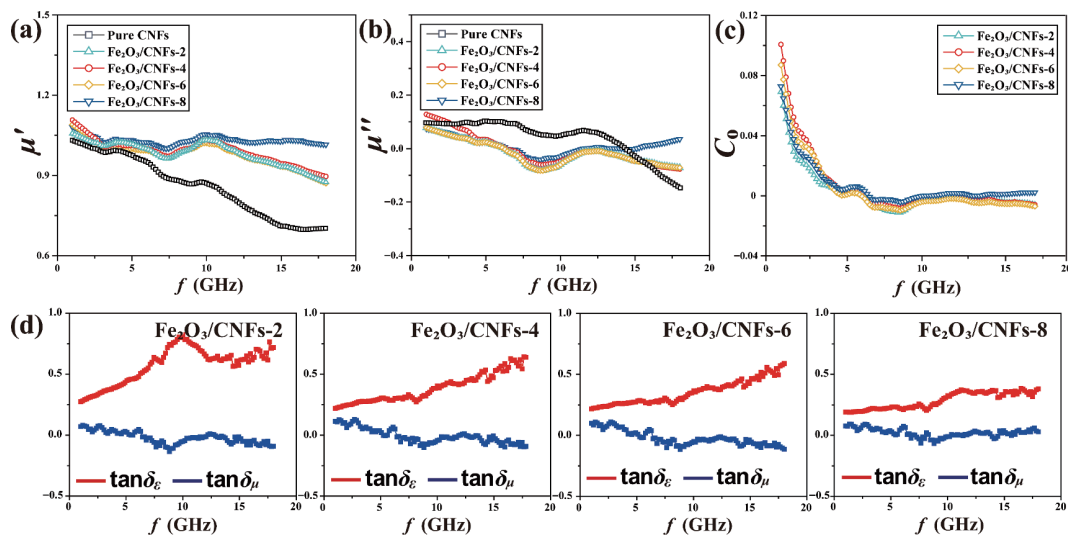 (a)
Pure CNFs
Fe₂O₃/CNFs-2
Fe₂O₃/CNFs-4
Fe₂O₃/CNFs-6
Fe₂O₃/CNFs-8
1.5
1.2
0.9
0.6
μ'
0 5 10 15 20
f (GHz)
(b)
Pure CNFs
Fe₂O₃/CNFs-2
Fe₂O₃/CNFs-4
Fe₂O₃/CNFs-6
Fe₂O₃/CNFs-8
0.4
0.2
0.0
−0.2
−0.4
μ''
0 5 10 15 20
f (GHz)
(c)
Fe₂O₃/CNFs-2
Fe₂O₃/CNFs-4
Fe₂O₃/CNFs-6
Fe₂O₃/CNFs-8
0.12
0.08
0.04
0
−0.04
C₀
0 5 10 15 20
f (GHz)
(d)
Fe₂O₃/CNFs-2
1.0
0.5
0.0
−0.5
tanδε tanδμ
0 5 10 15 20
f (GHz)
Fe₂O₃/CNFs-4
1.0
0.5
0.0
−0.5
tanδε tanδμ
0 5 10 15 20
f (GHz)
Fe₂O₃/CNFs-6
1.0
0.5
0.0
−0.5
tanδε tanδμ
0 5 10 15 20
f (GHz)
Fe₂O₃/CNFs-8
1.0
0.5
0.0
−0.5
tanδε tanδμ
0 5 10 15 20
f (GHz)